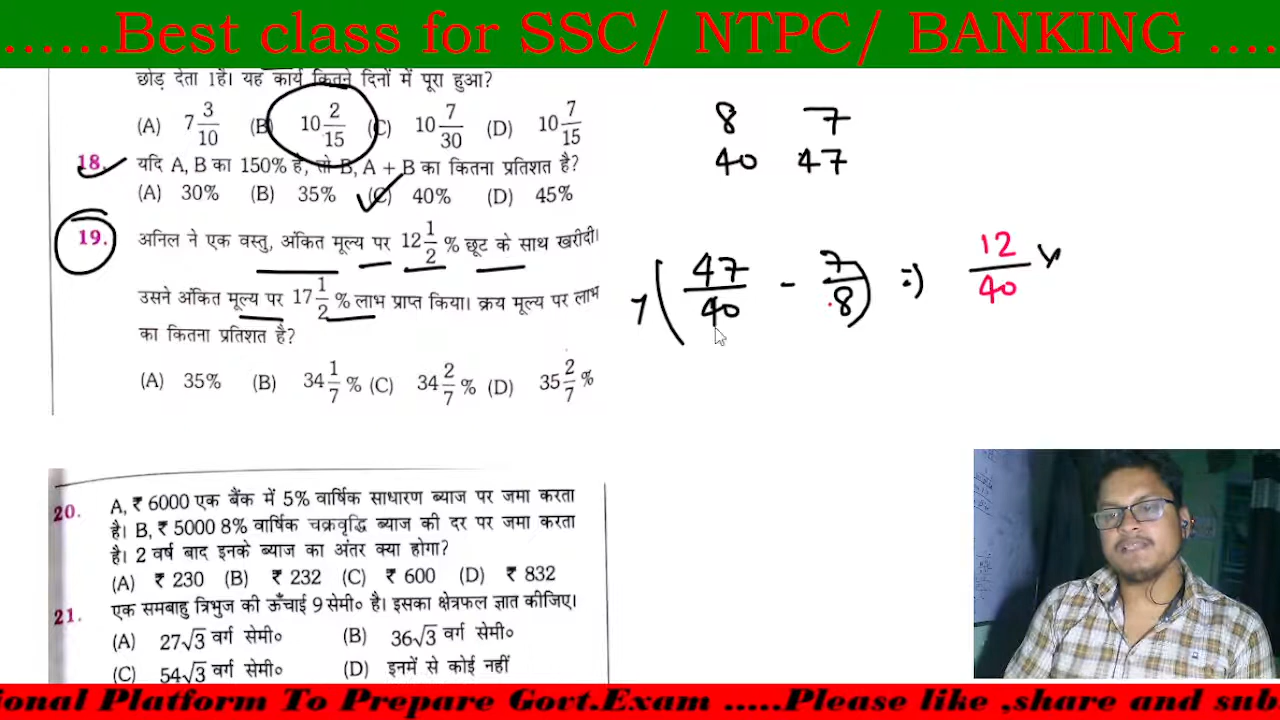 ......Best class for SSC/ NTPC/ BANKING ....
छोड़ देता 1है। यह कार्य कितने दिनों में पूरा हुआ?
(A) 7 3/10 (B) 10 2/15 (C) 10 7/30 (D) 10 7/15
18. यदि A, B का 150% है, तो B, A + B का कितना प्रतिशत है?
(A) 30% (B) 35% (C) 40% (D) 45%
19. अनिल ने एक वस्तु, अंकित मूल्य पर 12 1/2 % छूट के साथ खरीदी।
उसने अंकित मूल्य पर 17 1/2 % लाभ प्राप्त किया। क्रय मूल्य पर लाभ
का कितना प्रतिशत है?
(A) 35% (B) 34 1/7 % (C) 34 2/7 % (D) 35 2/7 %
20. A, ₹ 6000 एक बैंक में 5% वार्षिक साधारण ब्याज पर जमा करता
है। B, ₹ 5000 8% वार्षिक चक्रवृद्धि ब्याज की दर पर जमा करता
है। 2 वर्ष बाद इनके ब्याज का अंतर क्या होगा?
(A) ₹ 230 (B) ₹ 232 (C) ₹ 600 (D) ₹ 832
21. एक समबाहु त्रिभुज की ऊँचाई 9 सेमी० है। इसका क्षेत्रफल ज्ञात कीजिए।
(A) 27√3 वर्ग सेमी० (B) 36√3 वर्ग सेमी०
(C) 54√3 वर्ग सेमी० (D) इनमें से कोई नहीं
8 7
40 47
(47/40 - 7/8) 12/40
ional Platform To Prepare Gort.Exam .....Please like ,share and sub